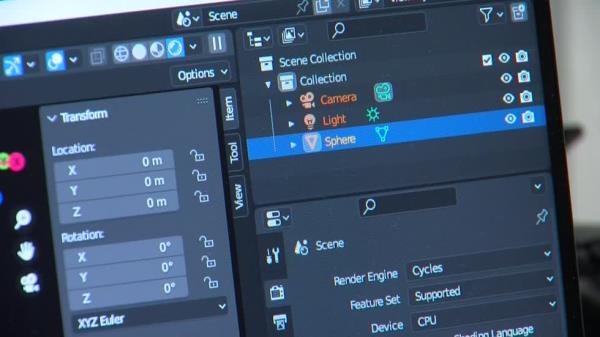 Scene
Options
Scene Collection
Collection
Camera
Light
Sphere
Transform
Item
Location:
X 0 m
Y 0 m
Z 0 m
Tool
View
Rotation:
X 0°
Y 0°
Z 0°
XYZ Euler
Scene
Render Engine Cycles
Feature Set Supported
Device CPU
Shading Language